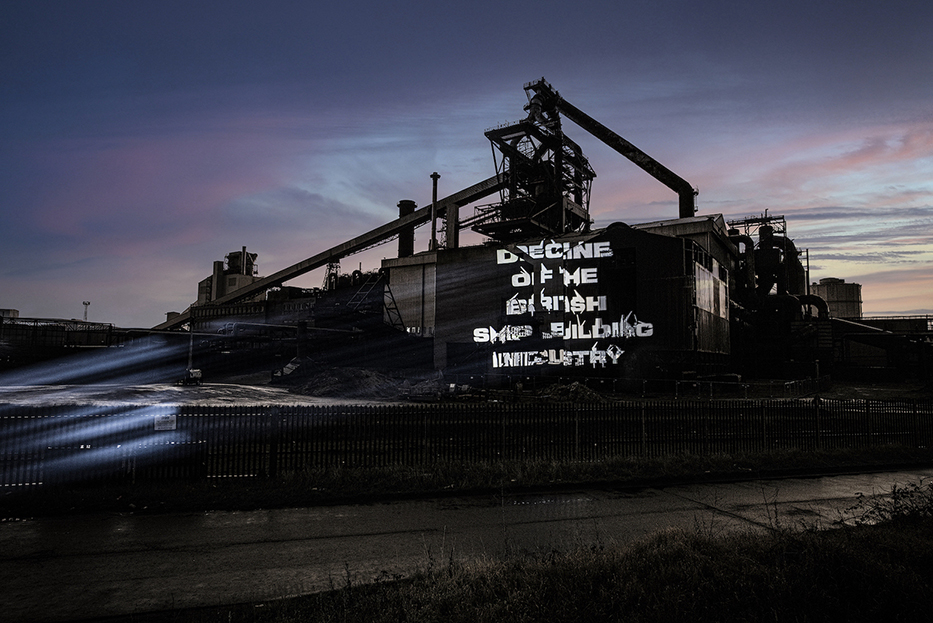 DECLINE
OF THE
BRITISH
SHIP BUILDING
INDUSTRY